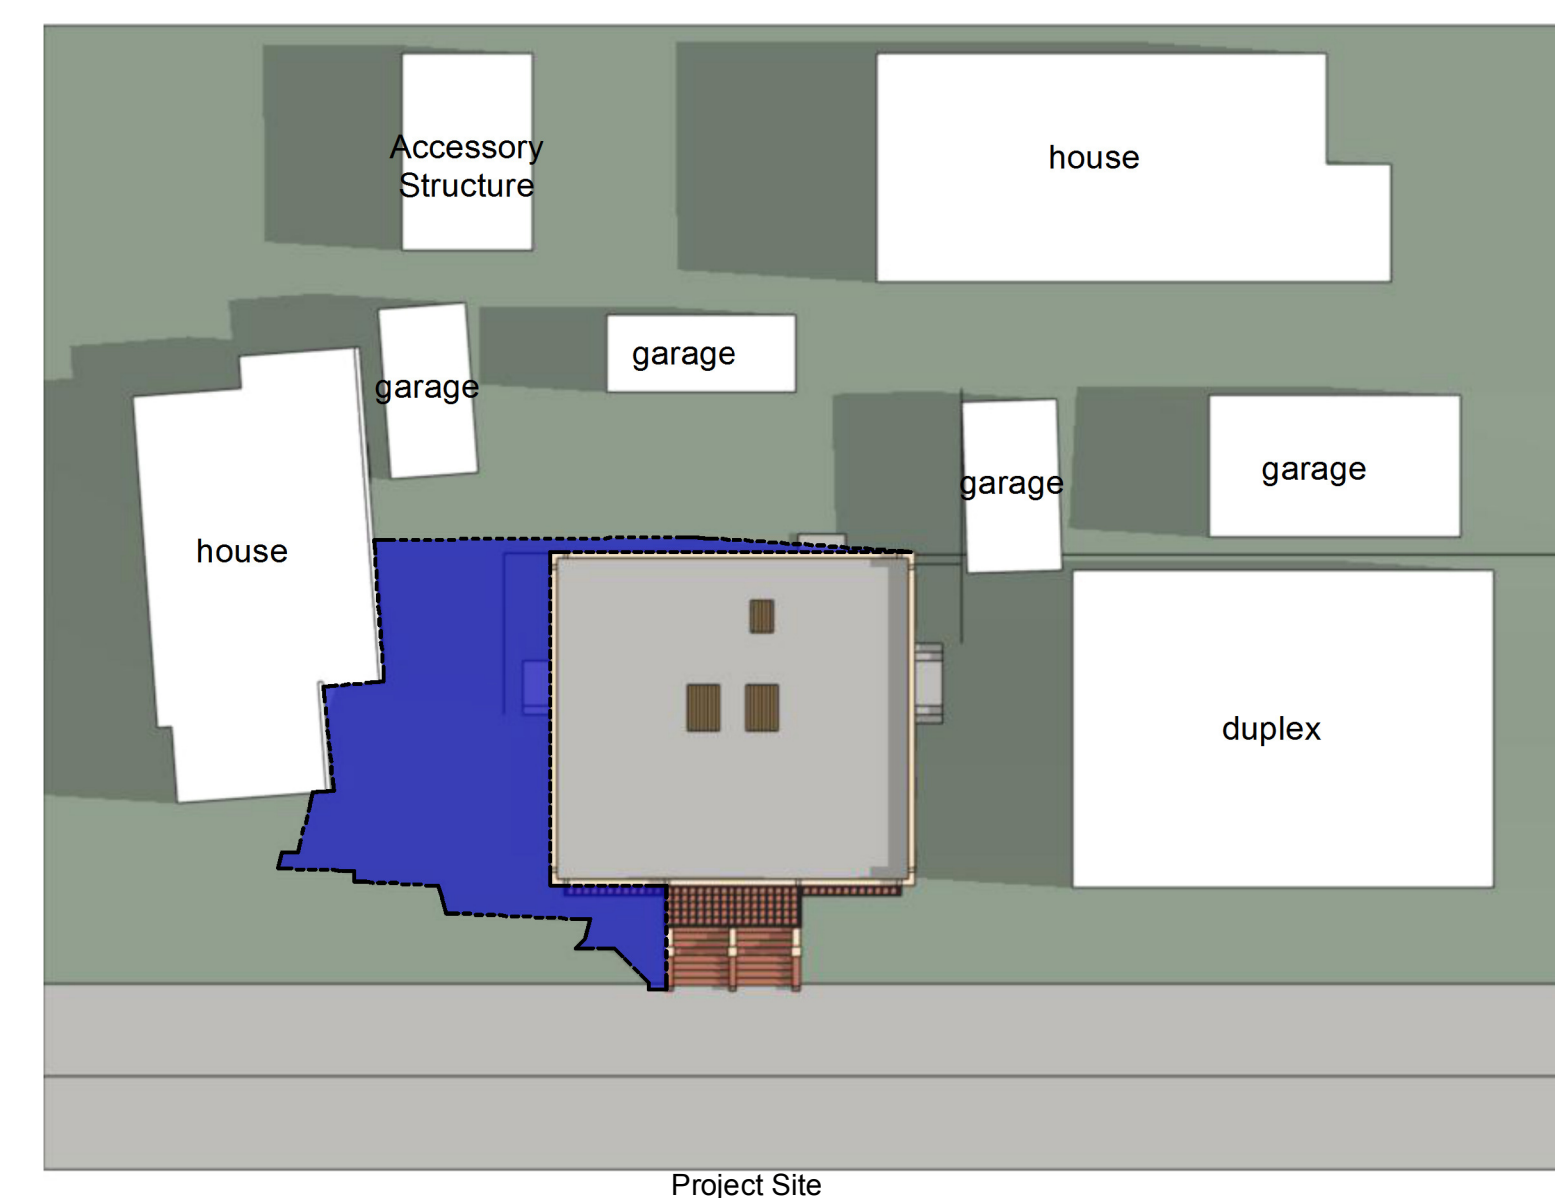 Accessory
Structure
house
garage
garage
garage
garage
house
duplex
Project Site